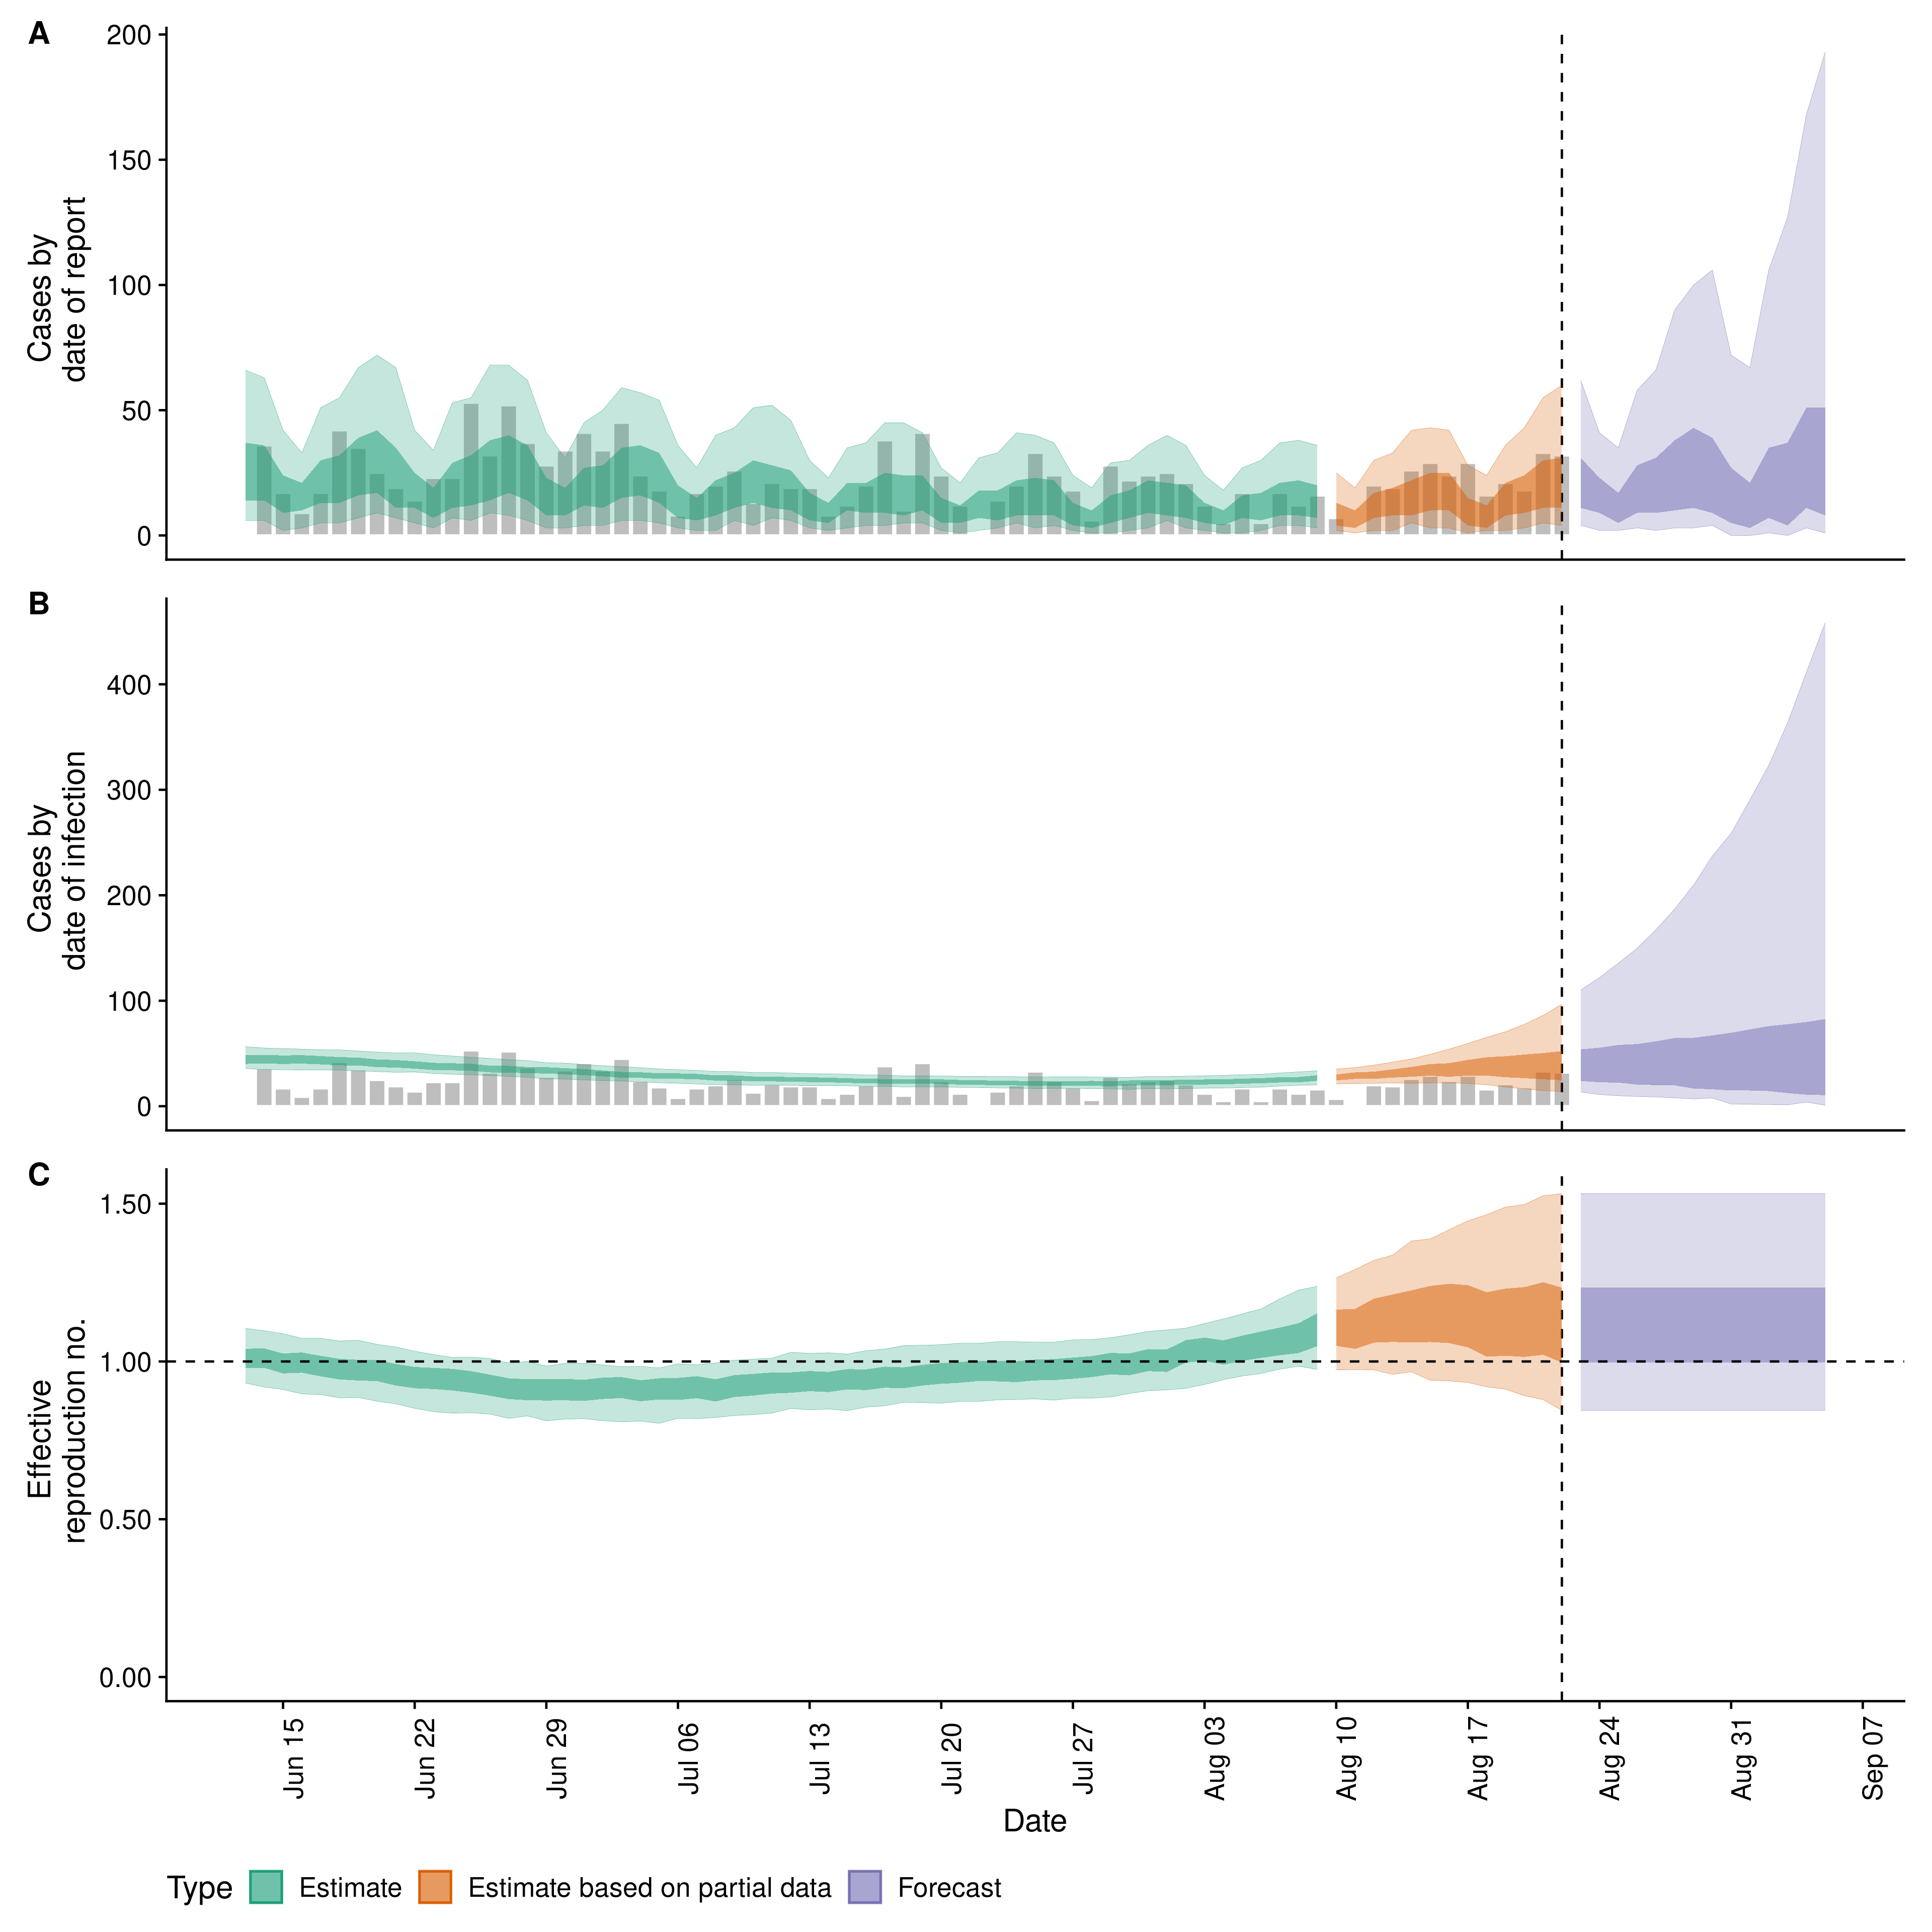 A
200
150
100
50
0
Cases by
date of report
B
400
300
200
100
0
Cases by
date of infection
C
1.50
1.00
0.50
0.00
Effective
reproduction no.
Jun 15
Jun 22
Jun 29
Jul 06
Jul 13
Jul 20
Jul 27
Aug 03
Aug 10
Aug 17
Aug 24
Aug 31
Sep 07
Date
Type Estimate Estimate based on partial data Forecast